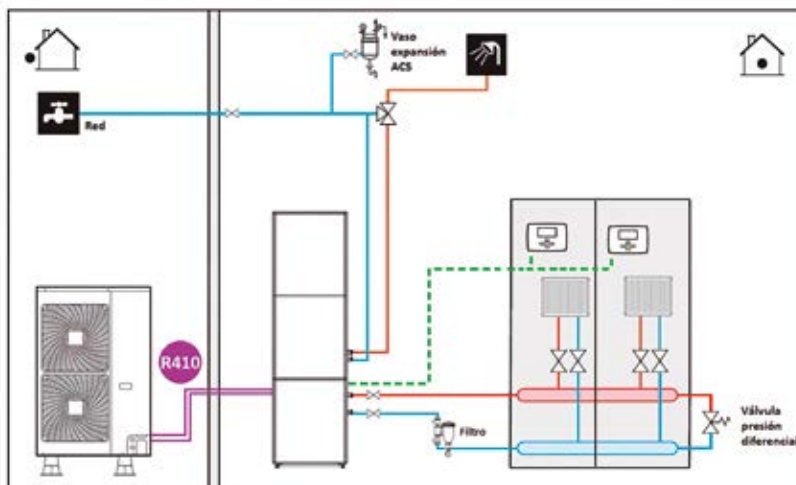 Vaso
expansión
ACS
Red
R410
Filtro
Válvula
presión
diferencial